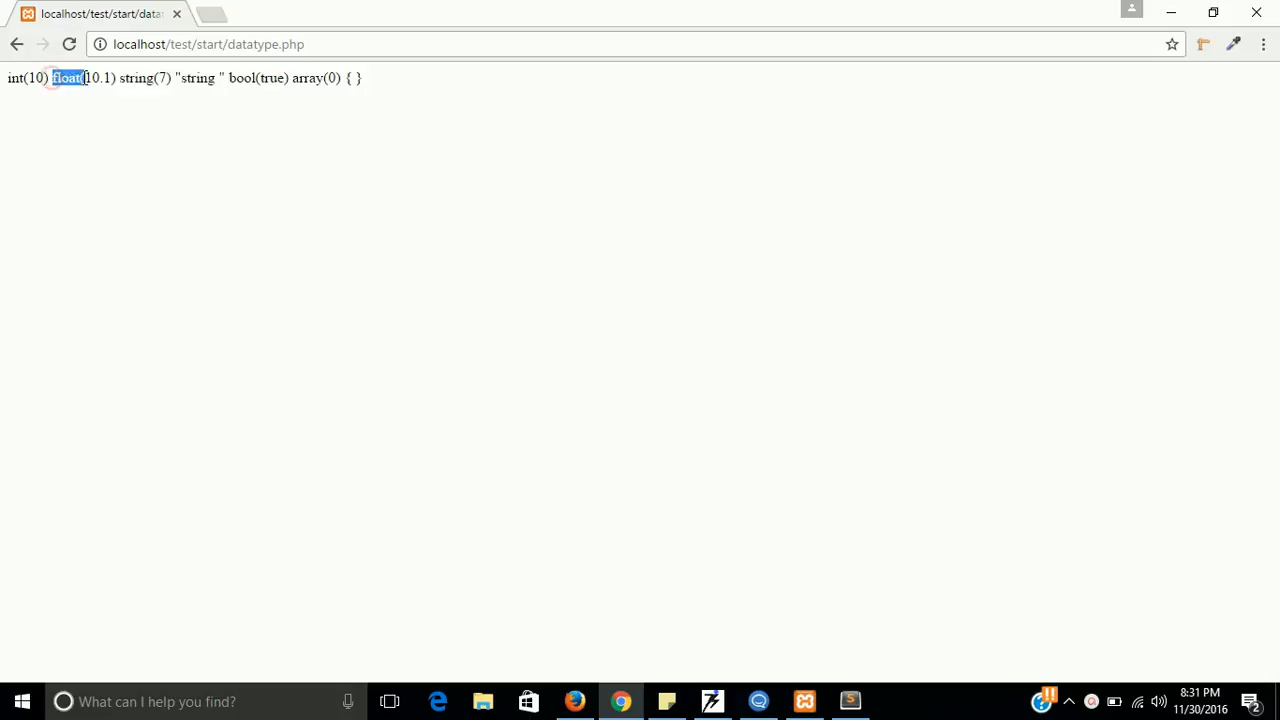 localhost/test/start/data
localhost/test/start/datatype.php
int(10) float(10.1) string(7) "string " bool(true) array(0) { }
What can I help you find?
8:31 PM
11/30/2016
2